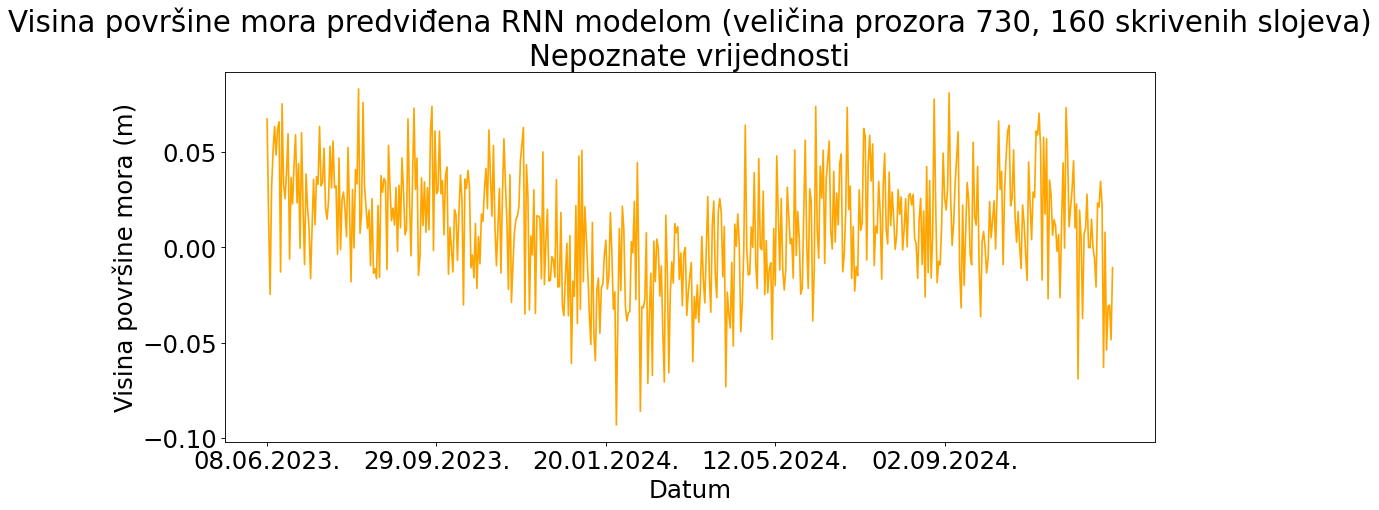 Visina površine mora predviđena RNN modelom (veličina prozora 730, 160 skrivenih slojeva)
Nepoznate vrijednosti
Visina površine mora (m)
0.05
0.00
−0.05
−0.10
08.06.2023. 29.09.2023. 20.01.2024. 12.05.2024. 02.09.2024.
Datum